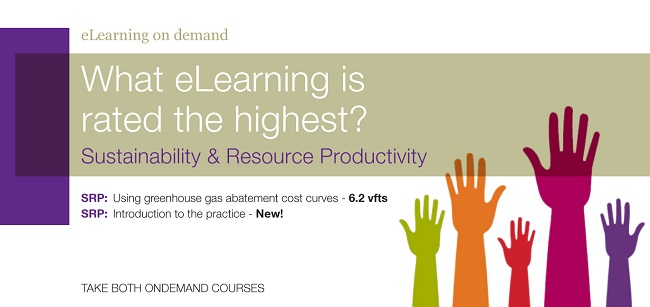 eLearning on demand
What eLearning is
rated the highest?
Sustainability & Resource Productivity
SRP: Using greenhouse gas abatement cost curves - 6.2 vfts
SRP: Introduction to the practice - New!
TAKE BOTH ONDEMAND COURSES